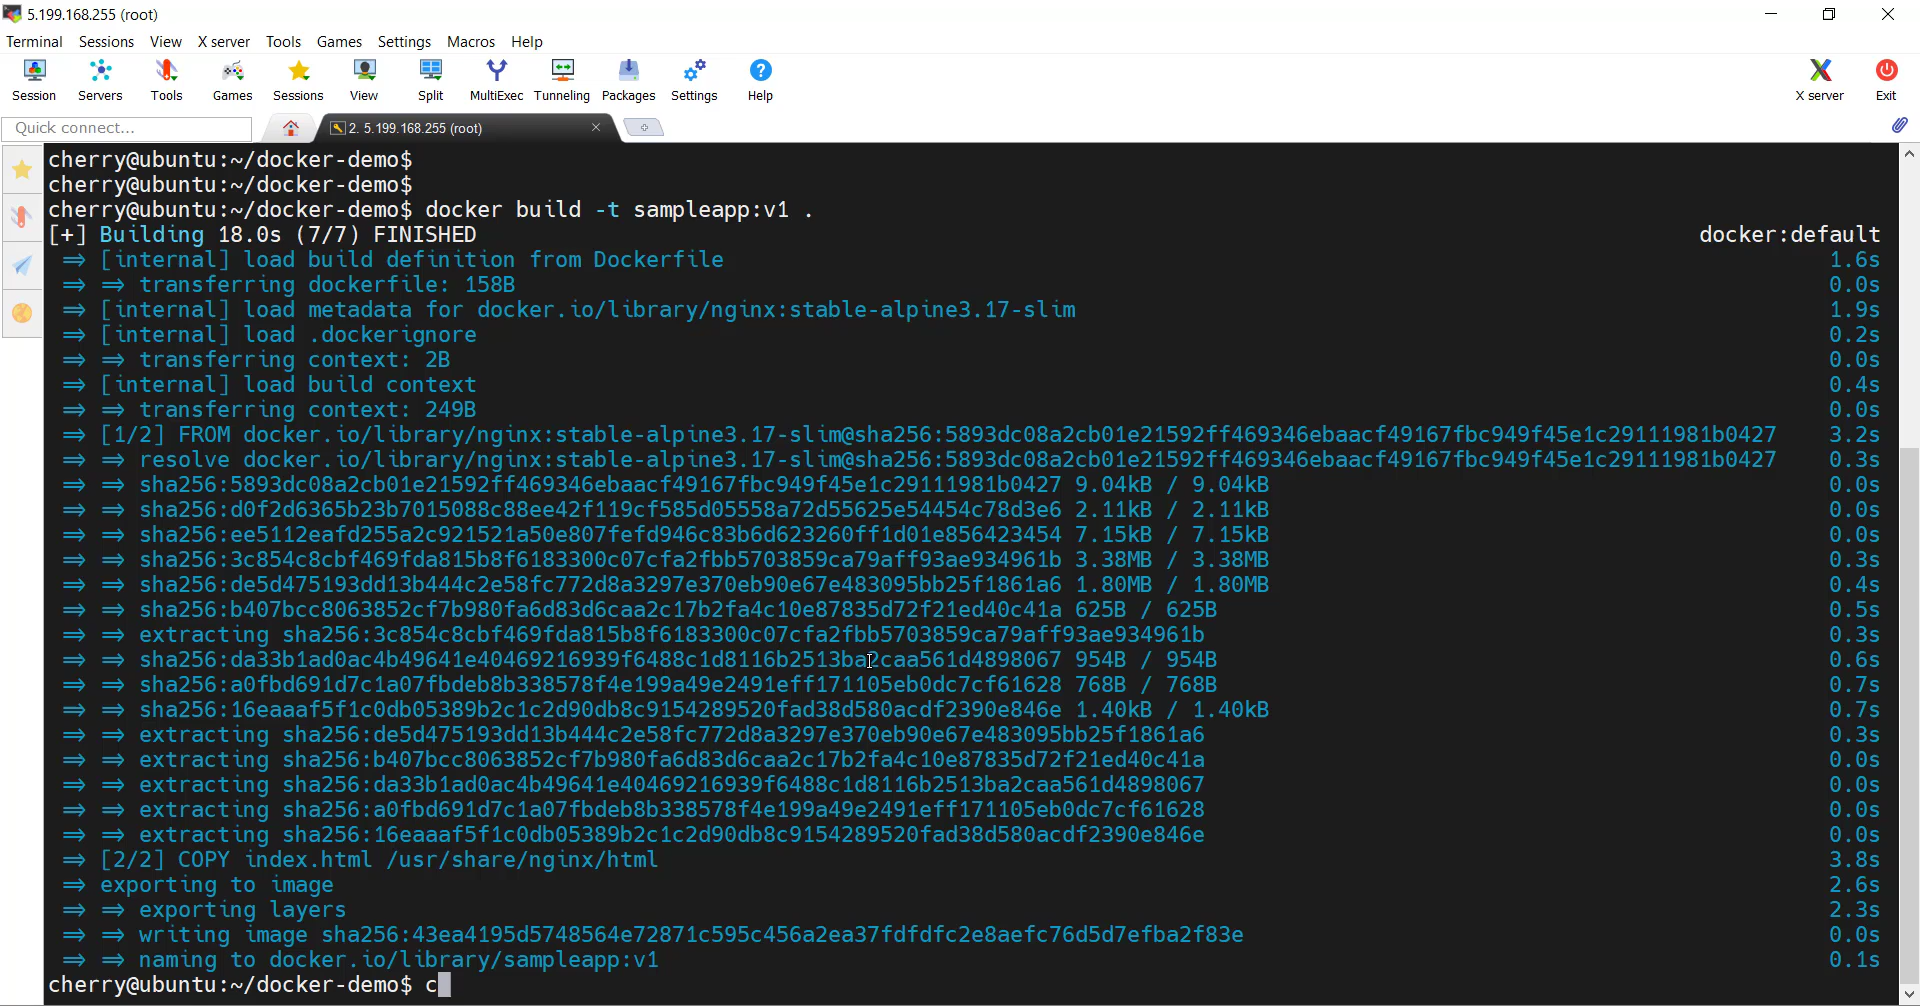 5.199.168.255 (root)
Terminal Sessions View X server Tools Games Settings Macros Help
Session Servers Tools Games Sessions View Split MultiExec Tunneling Packages Settings Help X server Exit
Quick connect... 2. 5.199.168.255 (root)
cherry@ubuntu:~/docker-demo$
cherry@ubuntu:~/docker-demo$
cherry@ubuntu:~/docker-demo$ docker build -t sampleapp:v1 .
[+] Building 18.0s (7/7) FINISHED docker:default
=> [internal] load build definition from Dockerfile 1.6s
=> => transferring dockerfile: 158B 0.0s
=> [internal] load metadata for docker.io/library/nginx:stable-alpine3.17-slim 1.9s
=> [internal] load .dockerignore 0.2s
=> => transferring context: 2B 0.0s
=> [internal] load build context 0.4s
=> => transferring context: 249B 0.0s
=> [1/2] FROM docker.io/library/nginx:stable-alpine3.17-slim@sha256:5893dc08a2cb01e21592ff469346ebaacf49167fbc949f45e1c29111981b0427 3.2s
=> => resolve docker.io/library/nginx:stable-alpine3.17-slim@sha256:5893dc08a2cb01e21592ff469346ebaacf49167fbc949f45e1c29111981b0427 0.3s
=> => sha256:5893dc08a2cb01e21592ff469346ebaacf49167fbc949f45e1c29111981b0427 9.04kB / 9.04kB 0.0s
=> => sha256:d0f2d6365b23b7015088c88ee42f119cf585d05558a72d55625e54454c78d3e6 2.11kB / 2.11kB 0.0s
=> => sha256:ee5112eafd255a2c921521a50e807fefd946c83b6d623260ff1d01e856423454 7.15kB / 7.15kB 0.0s
=> => sha256:3c854c8cbf469fda815b8f6183300c07cfa2fbb5703859ca79aff93ae934961b 3.38MB / 3.38MB 0.3s
=> => sha256:de5d475193dd13b444c2e58fc772d8a3297e370eb90e67e483095bb25f1861a6 1.80MB / 1.80MB 0.4s
=> => sha256:b407bcc8063852cf7b980fa6d83d6caa2c17b2fa4c10e87835d72f21ed40c41a 625B / 625B 0.5s
=> => extracting sha256:3c854c8cbf469fda815b8f6183300c07cfa2fbb5703859ca79aff93ae934961b 0.3s
=> => sha256:da33b1ad0ac4b49641e40469216939f6488c1d8116b2513ba2caa561d4898067 954B / 954B 0.6s
=> => sha256:a0fbd691d7c1a07fbdeb8b338578f4e199a49e2491eff171105eb0dc7cf61628 768B / 768B 0.7s
=> => sha256:16eaaaf5f1c0db05389b2c1c2d90db8c9154289520fad38d580acdf2390e846e 1.40kB / 1.40kB 0.7s
=> => extracting sha256:de5d475193dd13b444c2e58fc772d8a3297e370eb90e67e483095bb25f1861a6 0.3s
=> => extracting sha256:b407bcc8063852cf7b980fa6d83d6caa2c17b2fa4c10e87835d72f21ed40c41a 0.0s
=> => extracting sha256:da33b1ad0ac4b49641e40469216939f6488c1d8116b2513ba2caa561d4898067 0.0s
=> => extracting sha256:a0fbd691d7c1a07fbdeb8b338578f4e199a49e2491eff171105eb0dc7cf61628 0.0s
=> => extracting sha256:16eaaaf5f1c0db05389b2c1c2d90db8c9154289520fad38d580acdf2390e846e 0.0s
=> [2/2] COPY index.html /usr/share/nginx/html 3.8s
=> exporting to image 2.6s
=> => exporting layers 2.3s
=> => writing image sha256:43ea4195d5748564e72871c595c456a2ea37fdfdfc2e8aefc76d5d7efba2f83e 0.0s
=> => naming to docker.io/library/sampleapp:v1 0.1s
cherry@ubuntu:~/docker-demo$ c